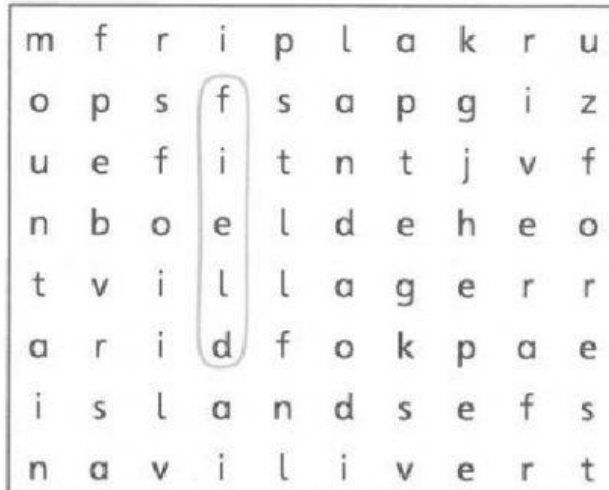 m f r i p l a k r u
o p s f s a p g i z
u e f i t n t j v f
n b o e l d e h e o
t v i l l a g e r r
a r i d f o k p a e
i s l a n d s e f s
n a v i l i v e r t